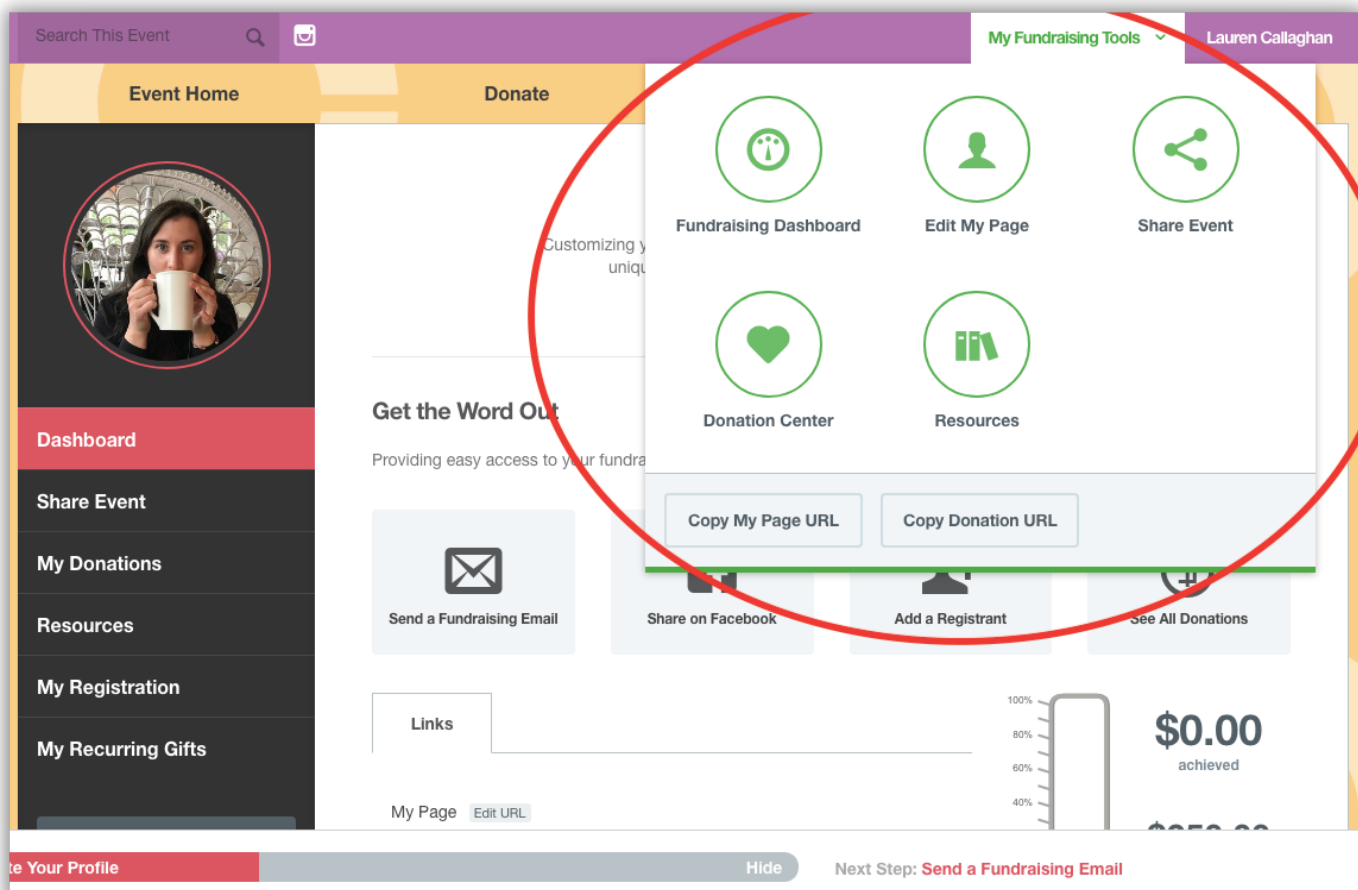 Search This Event
My Fundraising Tools
Lauren Callaghan
Event Home
Donate
Fundraising Dashboard
Edit My Page
Share Event
Customizing y
uniqu
Donation Center
Resources
Get the Word Out
Providing easy access to your fundra
Copy My Page URL
Copy Donation URL
Dashboard
Share Event
My Donations
Resources
My Registration
My Recurring Gifts
Send a Fundraising Email
Share on Facebook
Add a Registrant
See All Donations
Links
100%
80%
60%
40%
$0.00
achieved
My Page Edit URL
te Your Profile
Hide
Next Step: Send a Fundraising Email